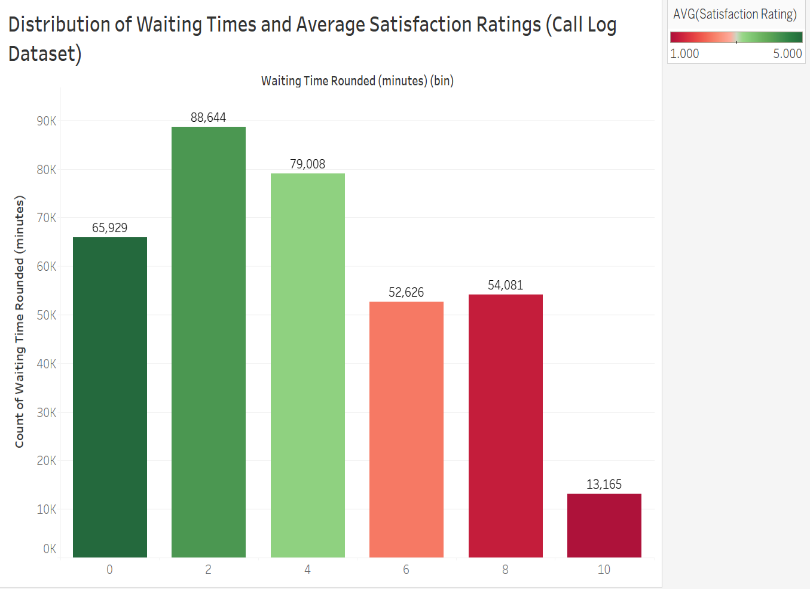 Distribution of Waiting Times and Average Satisfaction Ratings (Call Log
Dataset)
AVG(Satisfaction Rating)
1.000 5.000
Waiting Time Rounded (minutes) (bin)
Count of Waiting Time Rounded (minutes)
90K
80K
70K
60K
50K
40K
30K
20K
10K
0K
65,929
88,644
79,008
52,626
54,081
13,165
0 2 4 6 8 10